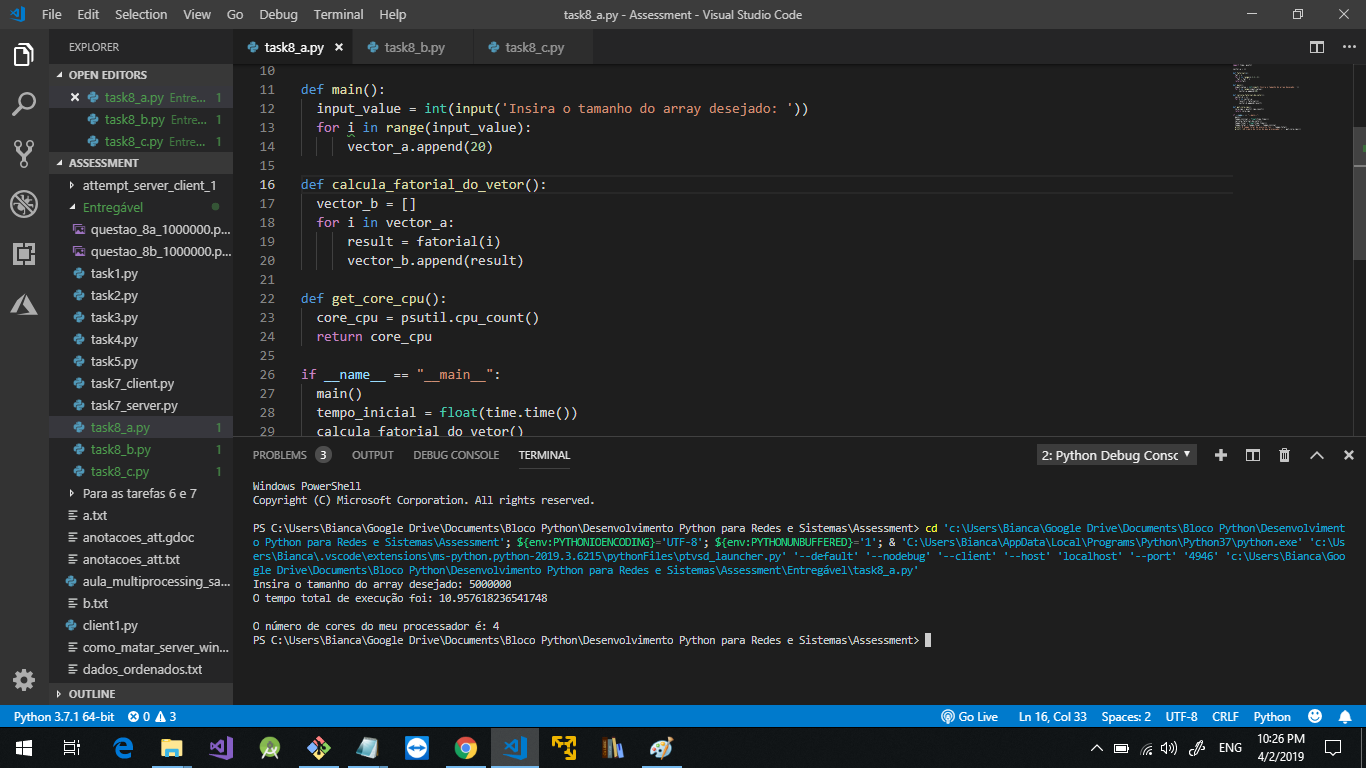 File Edit Selection View Go Debug Terminal Help
task8_a.py - Assessment - Visual Studio Code
EXPLORER
OPEN EDITORS
task8_a.py Entre... 1
task8_b.py Entre... 1
task8_c.py Entre... 1
ASSESSMENT
attempt_server_client_1
Entregável
questao_8a_1000000.p...
questao_8b_1000000.p...
task1.py
task2.py
task3.py
task4.py
task5.py
task7_client.py
task7_server.py
task8_a.py 1
task8_b.py 1
task8_c.py 1
Para as tarefas 6 e 7
a.txt
anotacoes_att.gdoc
anotacoes_att.txt
aula_multiprocessing_sa...
b.txt
client1.py
como_matar_server_win...
dados_ordenados.txt
OUTLINE
task8_a.py task8_b.py task8_c.py
10
11 def main():
12 input_value = int(input('Insira o tamanho do array desejado: '))
13 for i in range(input_value):
14 vector_a.append(20)
15
16 def calcula_fatorial_do_vetor():
17 vector_b = []
18 for i in vector_a:
19 result = fatorial(i)
20 vector_b.append(result)
21
22 def get_core_cpu():
23 core_cpu = psutil.cpu_count()
24 return core_cpu
25
26 if __name__ == "__main__":
27 main()
28 tempo_inicial = float(time.time())
29 calcula_fatorial_do_vetor()
PROBLEMS 3 OUTPUT DEBUG CONSOLE TERMINAL
2: Python Debug Consc
Windows PowerShell
Copyright (C) Microsoft Corporation. All rights reserved.
PS C:\Users\Bianca\Google Drive\Documents\Bloco Python\Desenvolvimento Python para Redes e Sistemas\Assessment> cd 'c:\Users\Bianca\Google Drive\Documents\Bloco Python\Desenvolviment
o Python para Redes e Sistemas\Assessment'; ${env:PYTHONIOENCODING}='UTF-8'; ${env:PYTHONUNBUFFERED}='1'; & 'C:\Users\Bianca\AppData\Local\Programs\Python\Python37\python.exe' 'c:\Us
ers\Bianca\.vscode\extensions\ms-python.python-2019.3.6215\pythonFiles\ptvsd_launcher.py' '--default' '--nodebug' '--client' '--host' 'localhost' '--port' '4946' 'c:\Users\Bianca\Goo
gle Drive\Documents\Bloco Python\Desenvolvimento Python para Redes e Sistemas\Assessment\Entregável\task8_a.py'
Insira o tamanho do array desejado: 5000000
O tempo total de execução foi: 10.957618236541748
O número de cores do meu processador é: 4
PS C:\Users\Bianca\Google Drive\Documents\Bloco Python\Desenvolvimento Python para Redes e Sistemas\Assessment>
Python 3.7.1 64-bit 0 3
Go Live Ln 16, Col 33 Spaces: 2 UTF-8 CRLF Python
ENG
10:26 PM
4/2/2019